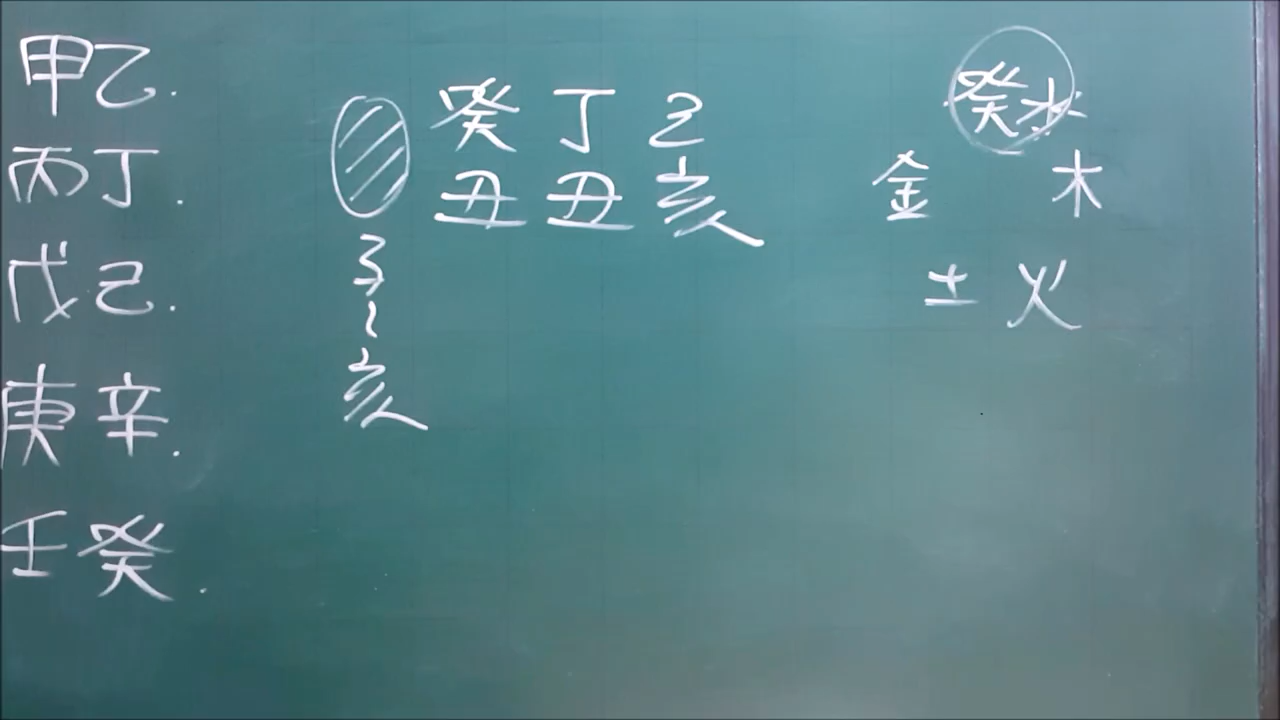 甲乙.
丙丁.
戊己.
庚辛.
壬癸.
癸丁己
丑丑亥
子
~
亥
癸水
金 木
土 火